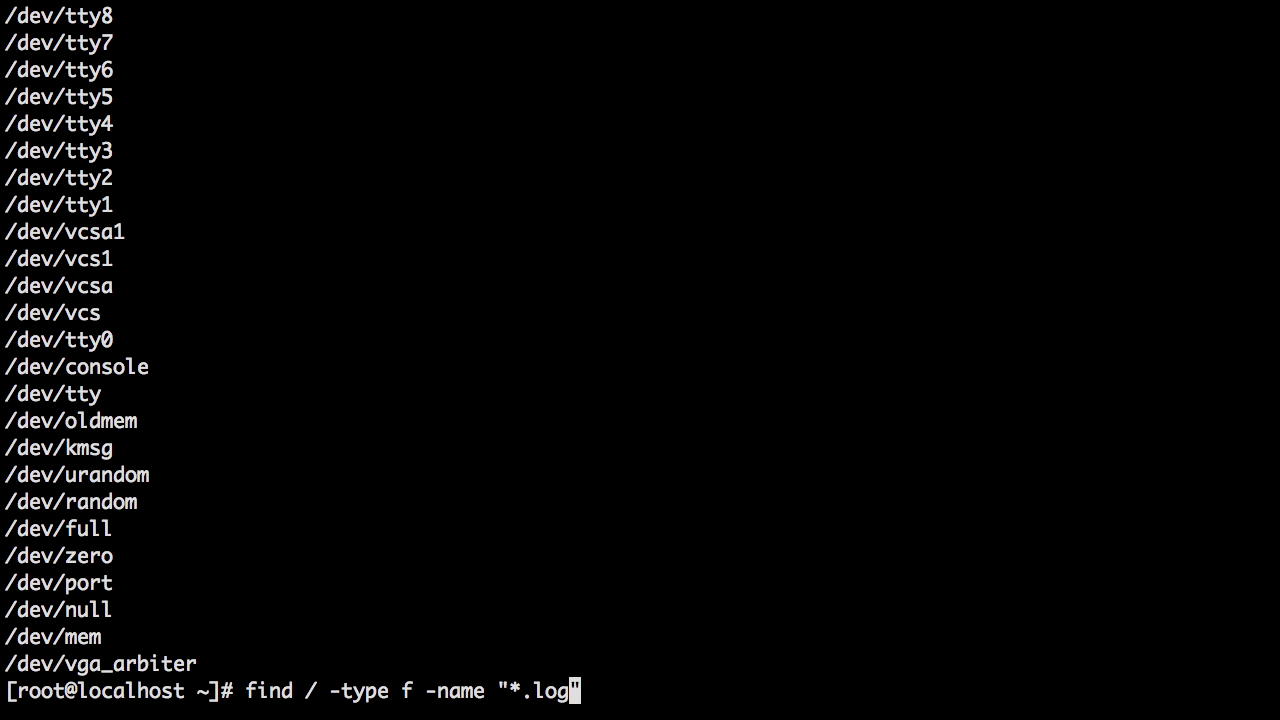 /dev/tty8
/dev/tty7
/dev/tty6
/dev/tty5
/dev/tty4
/dev/tty3
/dev/tty2
/dev/tty1
/dev/vcsa1
/dev/vcs1
/dev/vcsa
/dev/vcs
/dev/tty0
/dev/console
/dev/tty
/dev/oldmem
/dev/kmsg
/dev/urandom
/dev/random
/dev/full
/dev/zero
/dev/port
/dev/null
/dev/mem
/dev/vga_arbiter
[root@localhost ~]# find / -type f -name "*.log"